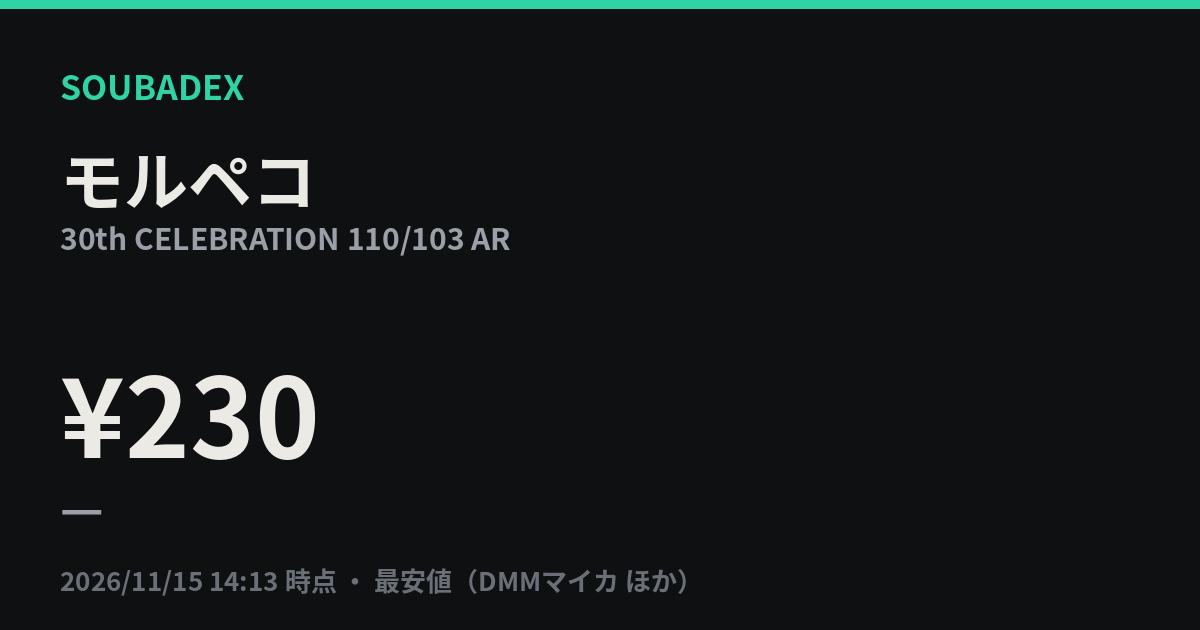 SOUBADEX
モルペコ
30th CELEBRATION 110/103 AR
¥230
—
2026/11/15 14:13 時点 ・ 最安値（DMMマイカ ほか）